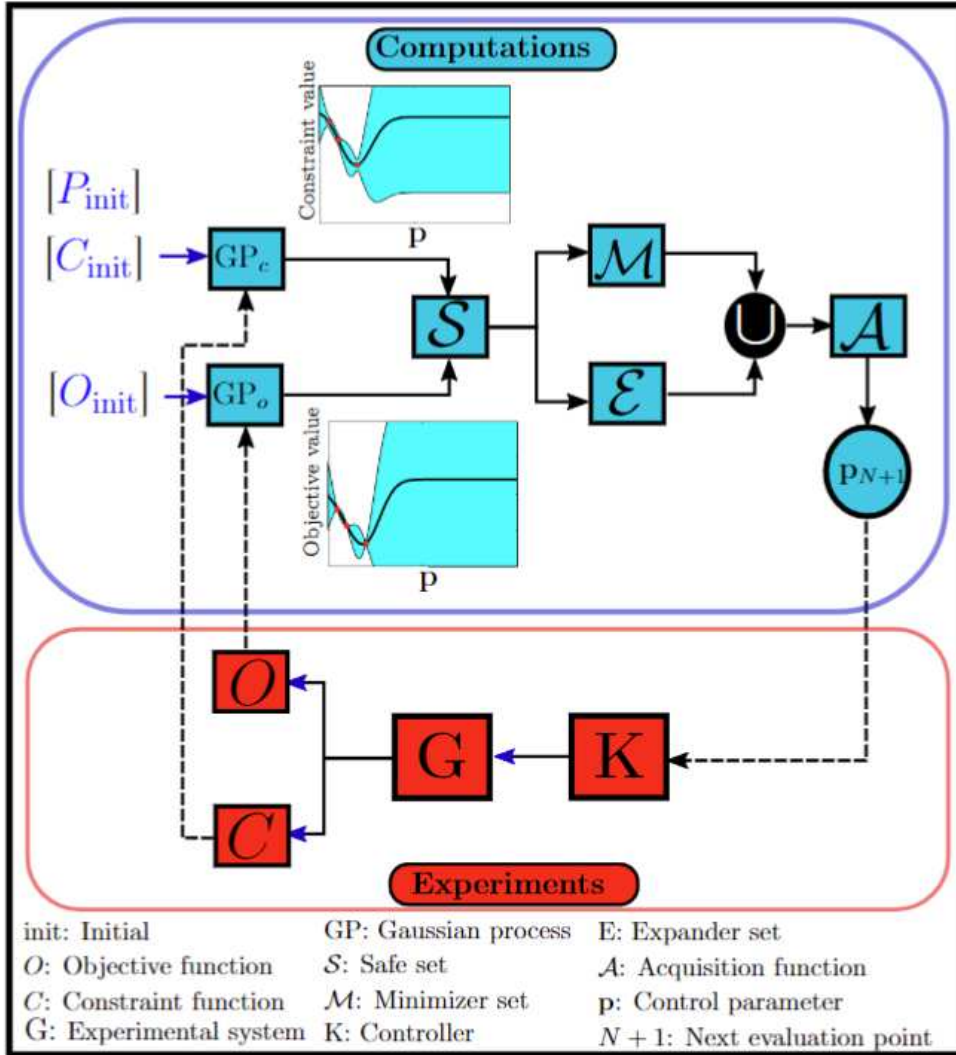 Computations
Constraint value
p
[P_init]
[C_init]
GP_c
M
S
U
A
[O_init]
GP_o
E
p_{N+1}
Objective value
p
O
G
K
C
Experiments
init: Initial
GP: Gaussian process
E: Expander set
O: Objective function
S: Safe set
A: Acquisition function
C: Constraint function
M: Minimizer set
p: Control parameter
G: Experimental system
K: Controller
N + 1: Next evaluation point